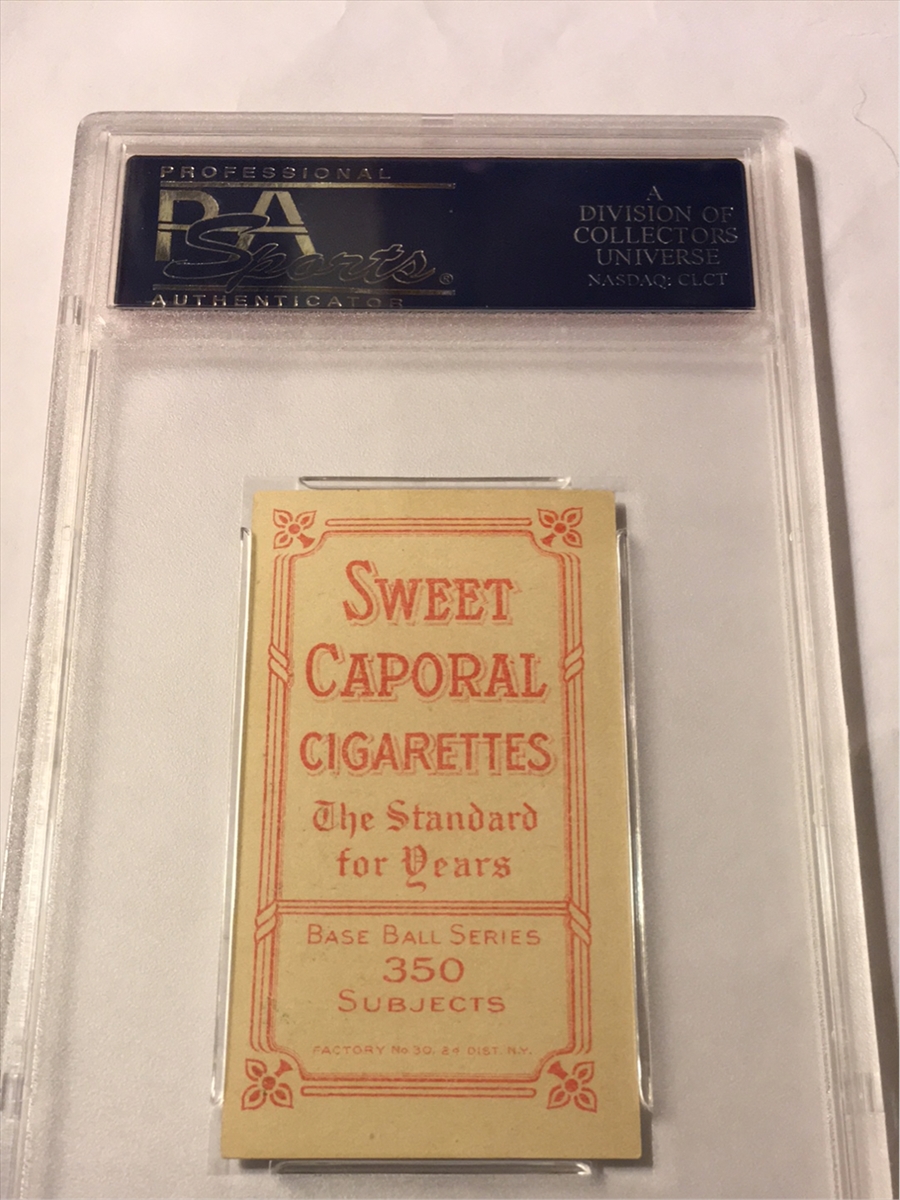 PROFESSIONAL
PSA
Sports®
AUTHENTICATOR
A
DIVISION OF
COLLECTORS
UNIVERSE
NASDAQ: CLCT
SWEET
CAPORAL
CIGARETTES
The Standard
for Years
BASE BALL SERIES
350
SUBJECTS
FACTORY No 30, 2d DIST. N.Y.